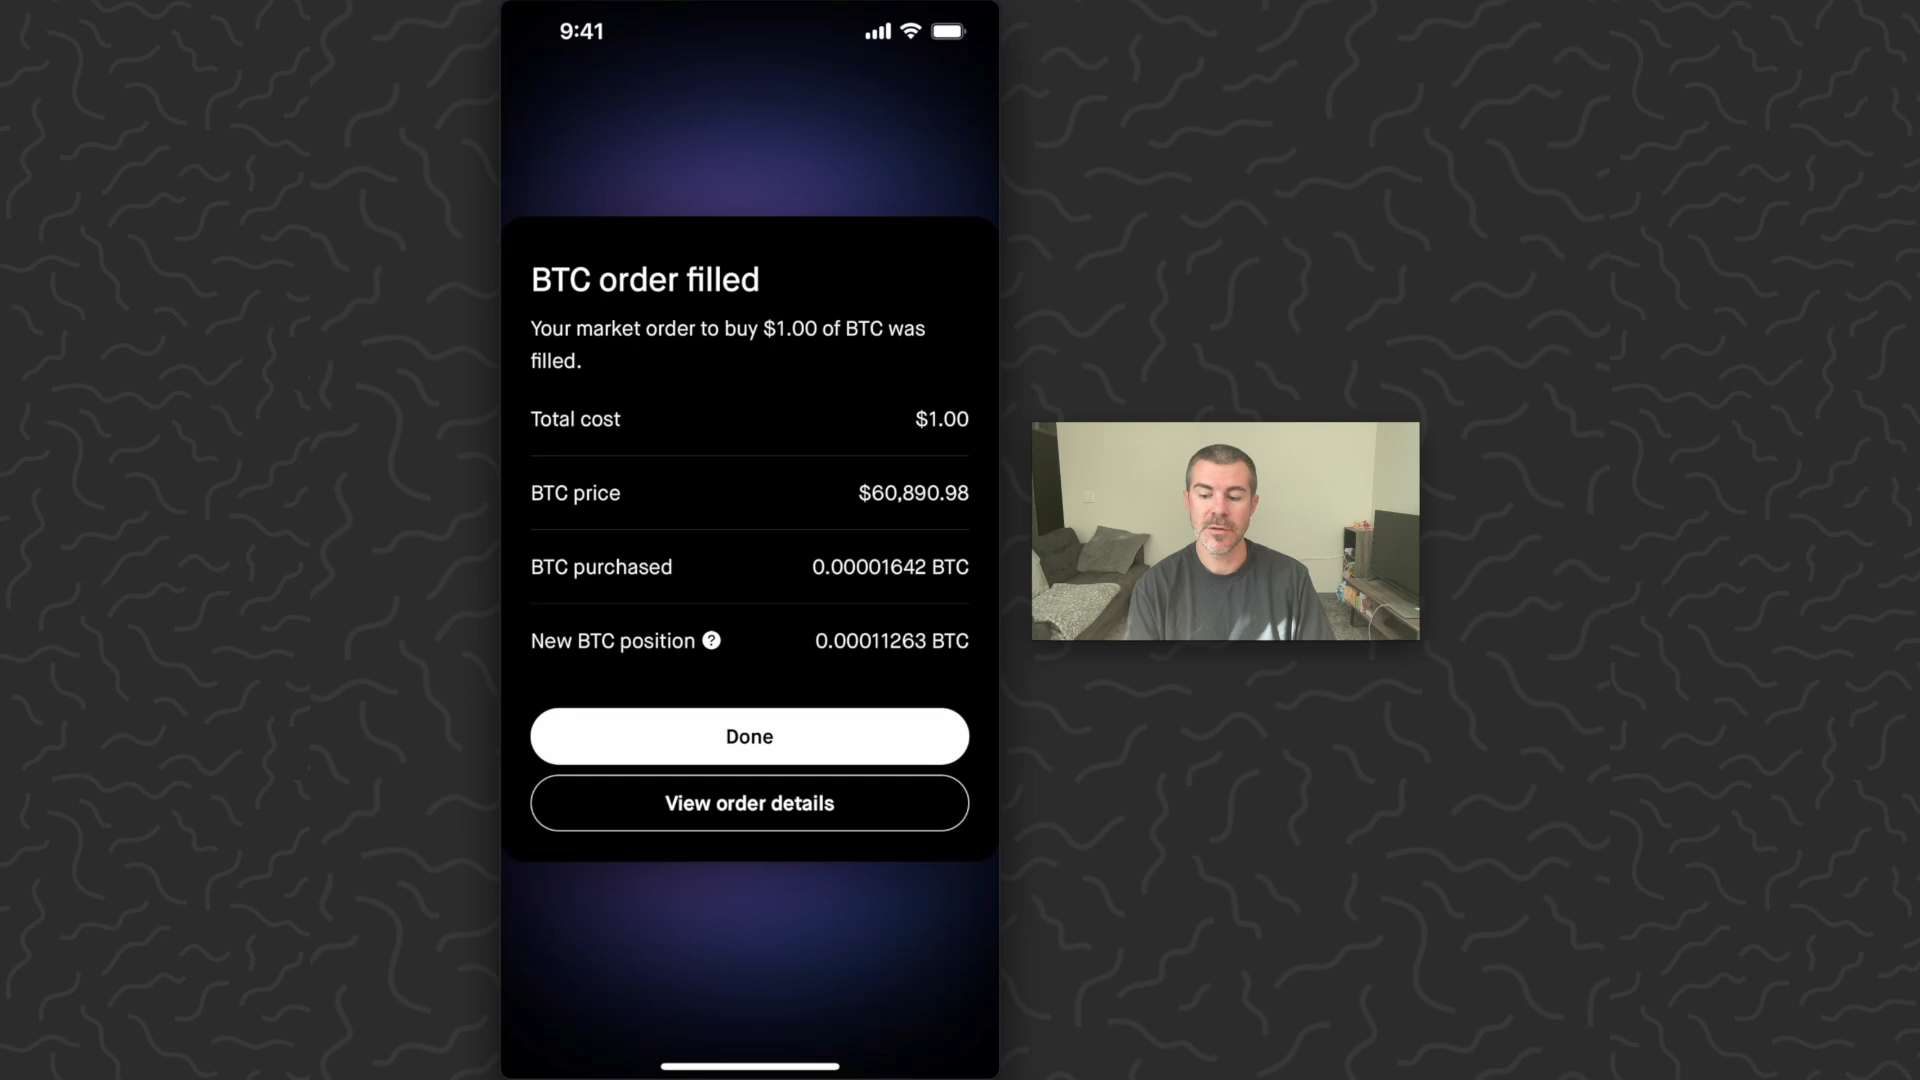 9:41
BTC order filled
Your market order to buy $1.00 of BTC was
filled.
Total cost $1.00
BTC price $60,890.98
BTC purchased 0.00001642 BTC
New BTC position ? 0.00011263 BTC
Done
View order details